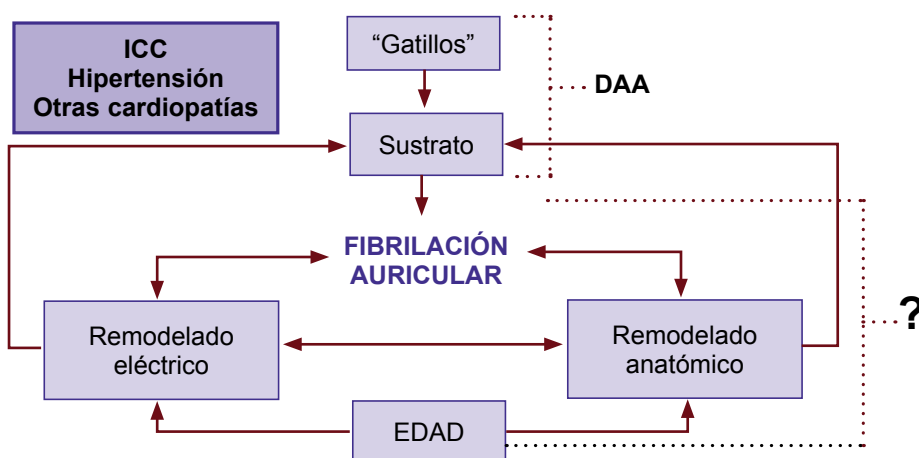 ICC
Hipertensión
Otras cardiopatías
“Gatillos”
DAA
Sustrato
FIBRILACIÓN
AURICULAR
Remodelado
eléctrico
Remodelado
anatómico
?
EDAD